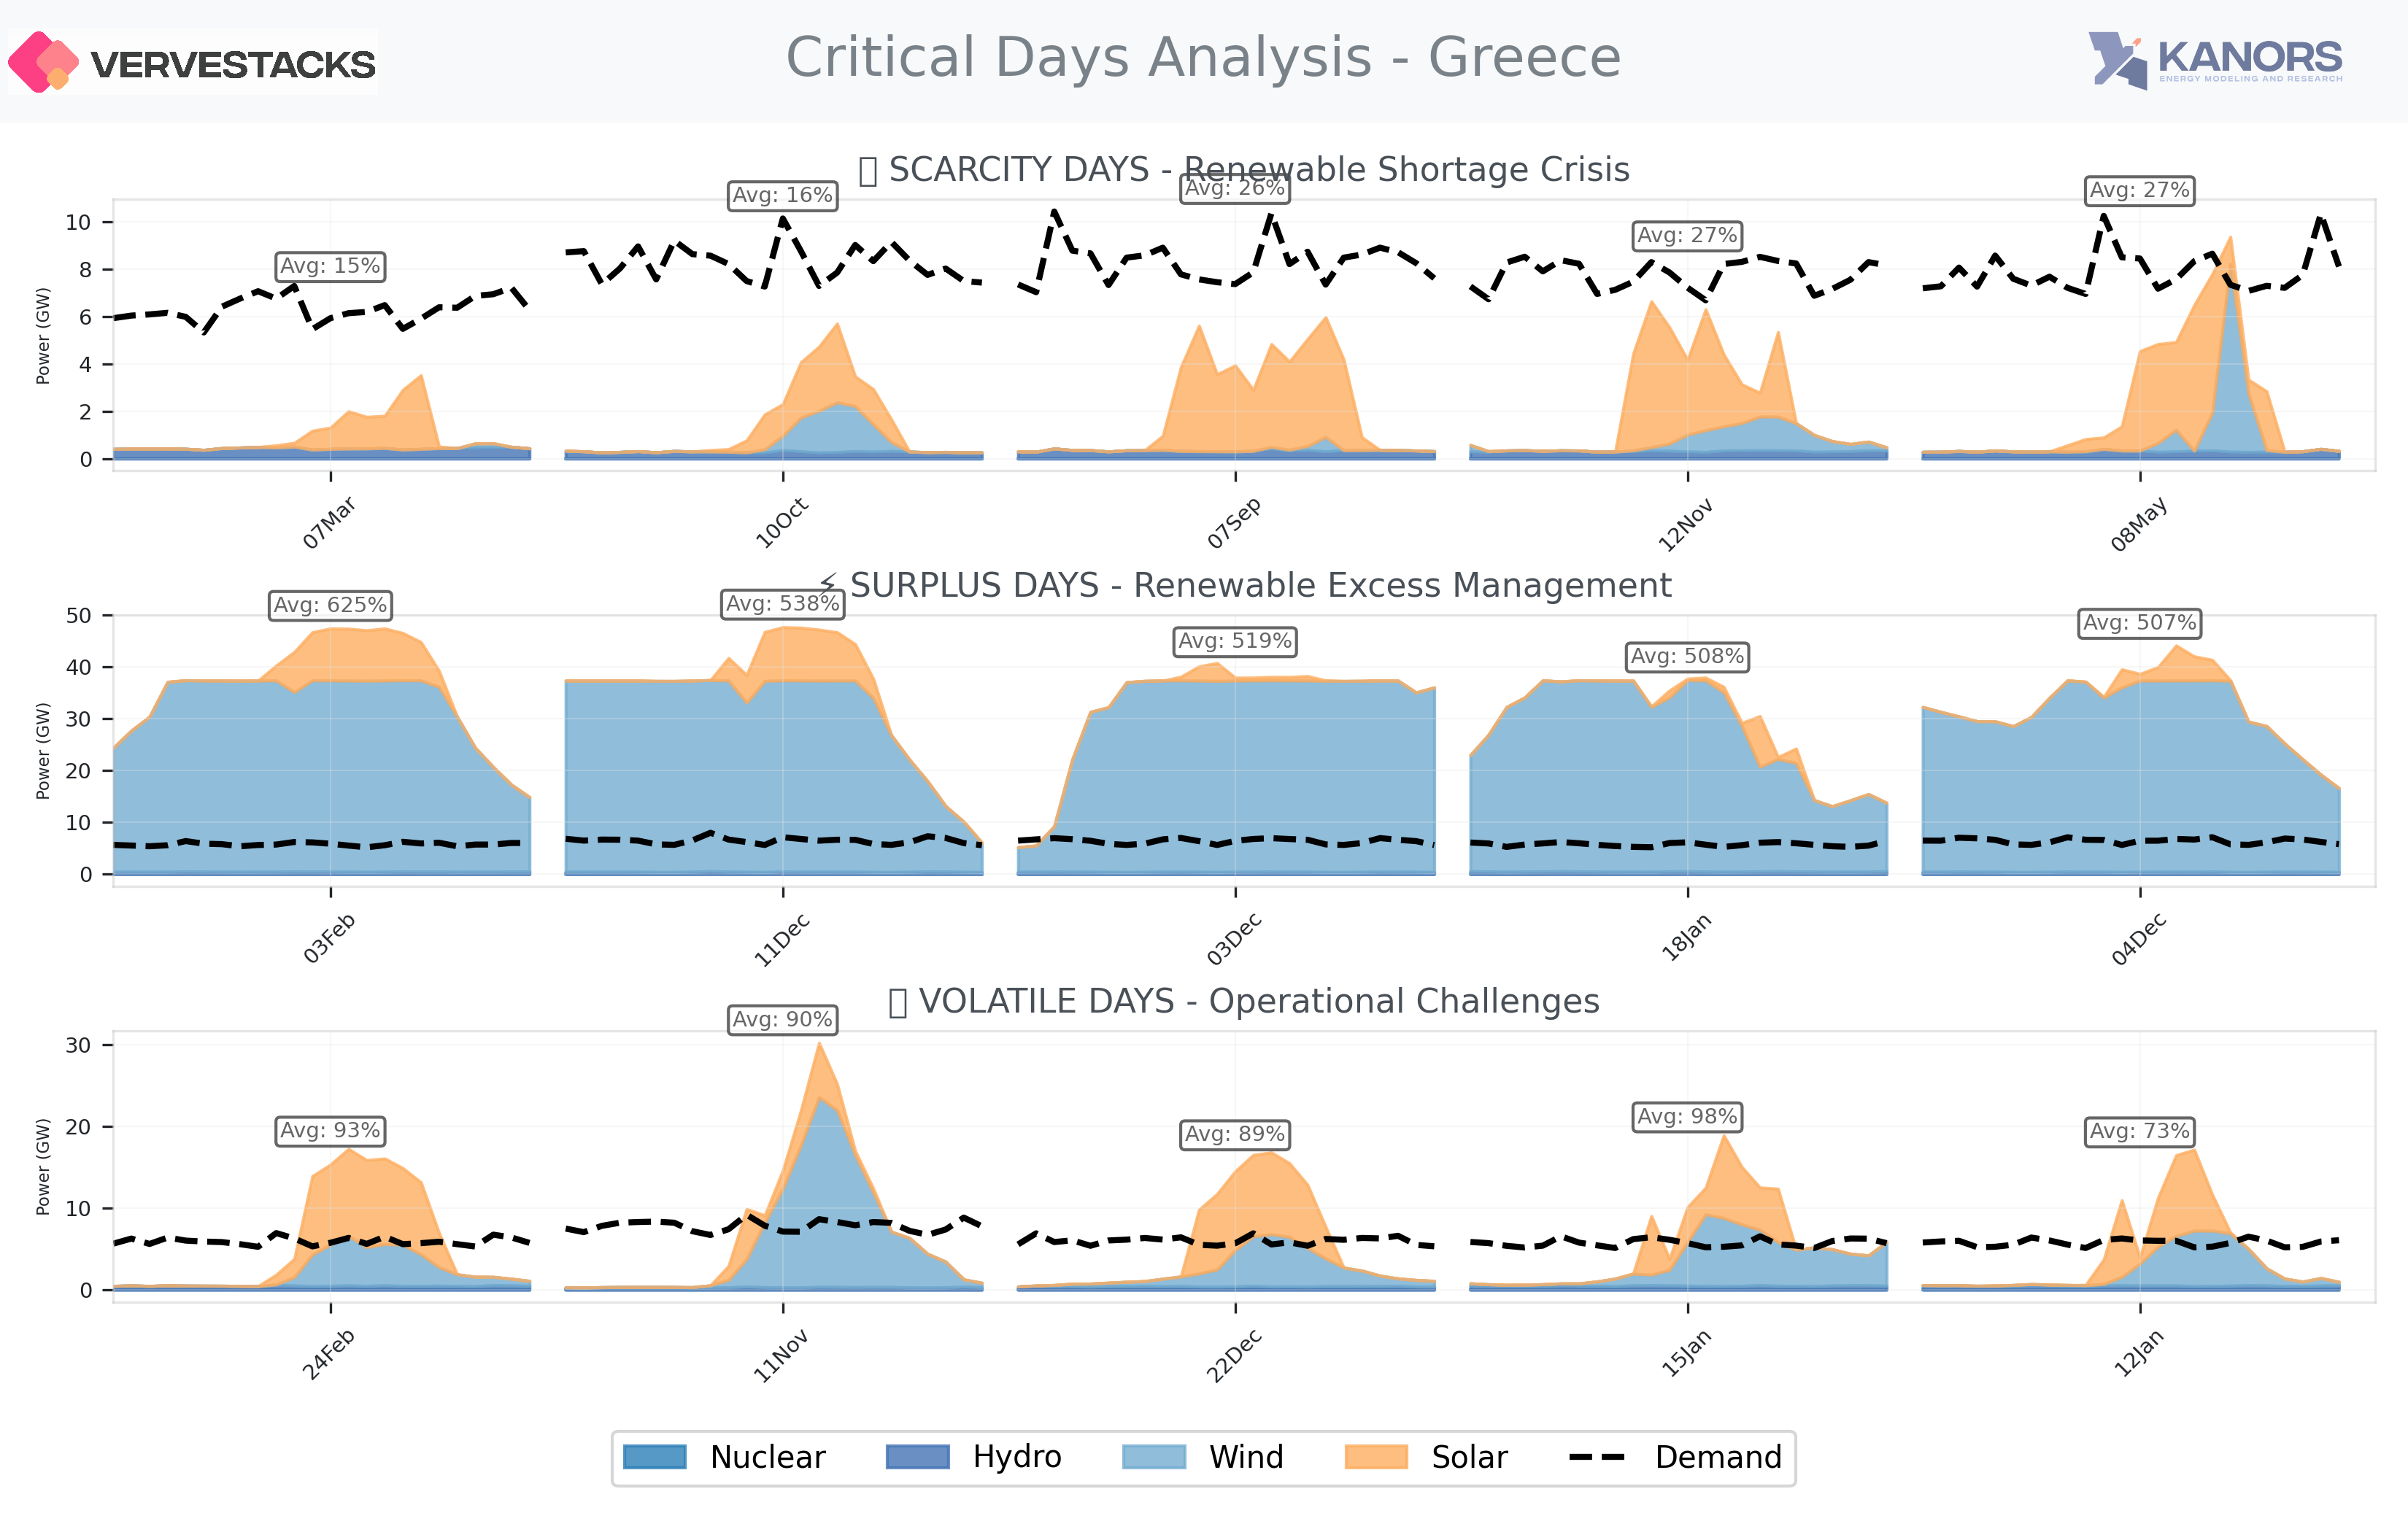 VERVESTACKS
Critical Days Analysis - Greece
KANORS
ENERGY MODELING AND RESEARCH
SCARCITY DAYS - Renewable Shortage Crisis
Avg: 15%
Avg: 16%
Avg: 26%
Avg: 27%
Avg: 27%
Power (GW)
10
8
6
4
2
0
07Mar
10Oct
07Sep
12Nov
08May
⚡ SURPLUS DAYS - Renewable Excess Management
Avg: 625%
Avg: 538%
Avg: 519%
Avg: 508%
Avg: 507%
Power (GW)
50
40
30
20
10
0
03Feb
11Dec
03Dec
18Jan
04Dec
VOLATILE DAYS - Operational Challenges
Avg: 93%
Avg: 90%
Avg: 89%
Avg: 98%
Avg: 73%
Power (GW)
30
20
10
0
24Feb
11Nov
22Dec
15Jan
12Jan
Nuclear
Hydro
Wind
Solar
Demand